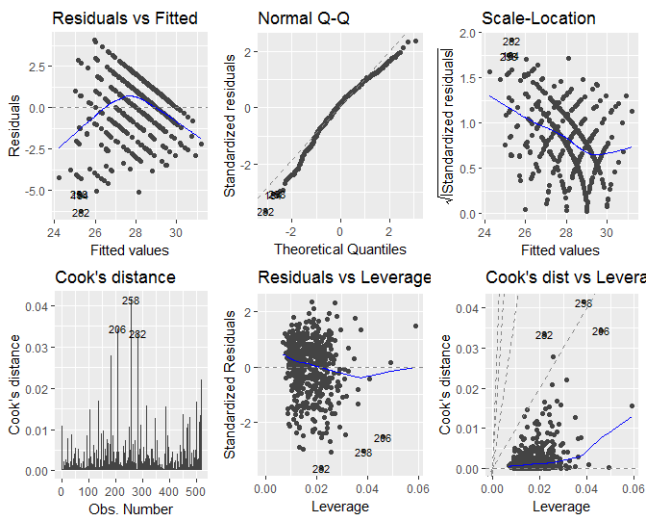 Residuals vs Fitted
Residuals
2.5
0.0
-2.5
-5.0
282
24 26 28 30
Fitted values
Normal Q-Q
Standardized residuals
2
0
-2
282
-2 0 2
Theoretical Quantiles
Scale-Location
√|Standardized residuals|
2.0
1.5
1.0
0.5
0.0
282
24 26 28 30
Fitted values
Cook's distance
Cook's distance
0.04
0.03
0.02
0.01
0.00
258
206
282
0 100 200 300 400 500
Obs. Number
Residuals vs Leverage
Standardized Residuals
2
0
-2
206
258
282
0.00 0.02 0.04 0.06
Leverage
Cook's dist vs Levera
Cook's distance
0.04
0.03
0.02
0.01
0.00
258
206
282
0.00 0.02 0.04 0.06
Leverage